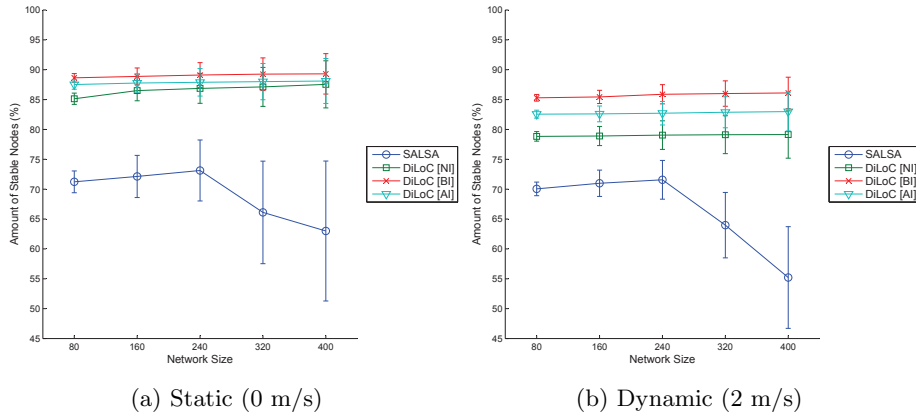 100
95
90
85
80
75
70
65
60
55
50
45
Amount of Stable Nodes (%)
80 160 240 320 400
Network Size
SALSA
DiLoC [NI]
DiLoC [BI]
DiLoC [AI]
(a) Static (0 m/s)
100
95
90
85
80
75
70
65
60
55
50
45
Amount of Stable Nodes (%)
80 160 240 320 400
Network Size
SALSA
DiLoC [NI]
DiLoC [BI]
DiLoC [AI]
(b) Dynamic (2 m/s)